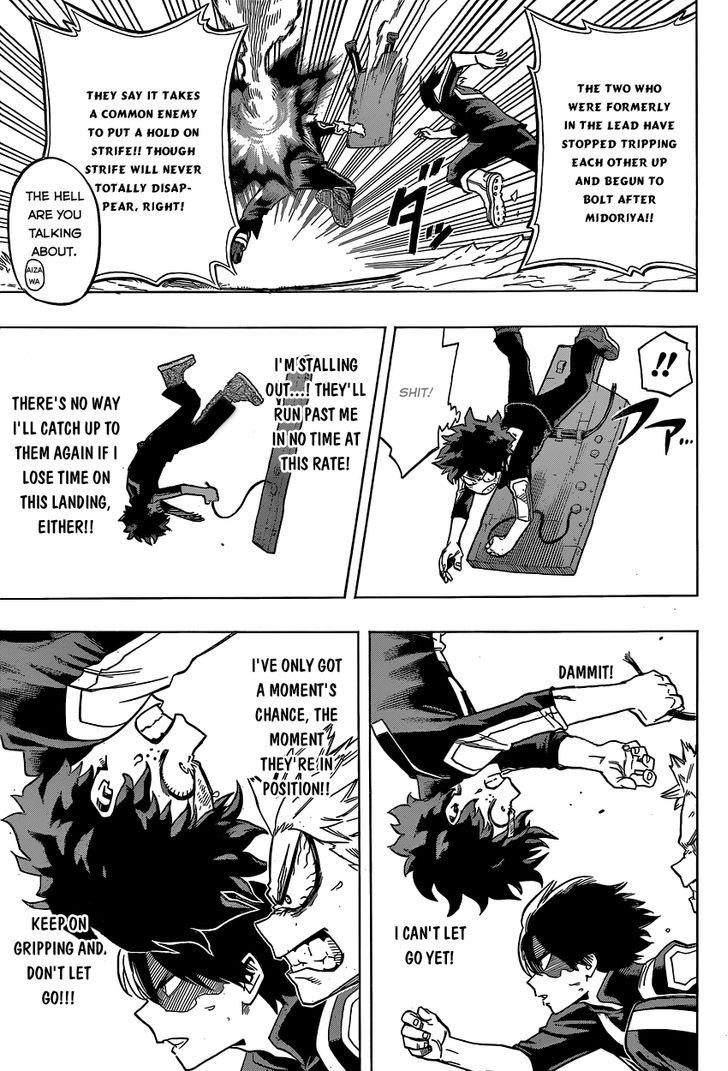 THE TWO WHO
WERE FORMERLY
IN THE LEAD HAVE
STOPPED TRIPPING
EACH OTHER UP
AND BEGUN TO
BOLT AFTER
MIDORIYA!!
ダッ
THEY SAY IT TAKES
A COMMON ENEMY
TO PUT A HOLD ON
STRIFE!! THOUGH
STRIFE WILL NEVER
TOTALLY DISAP-
PEAR, RIGHT!
THE HELL
ARE YOU
TALKING
ABOUT.
AIZA
WA
!!
ファ...
SHIT!
I'M STALLING
OUT...! THEY'LL
RUN PAST ME
IN NO TIME AT
THIS RATE!
THERE'S NO WAY
I'LL CATCH UP TO
THEM AGAIN IF I
LOSE TIME ON
THIS LANDING,
EITHER!!
DAMMIT!
I CAN'T LET
GO YET!
I'VE ONLY GOT
A MOMENT'S
CHANCE, THE
MOMENT
THEY'RE IN
POSITION!!
KEEP ON
GRIPPING AND
DON'T LET
GO!!!